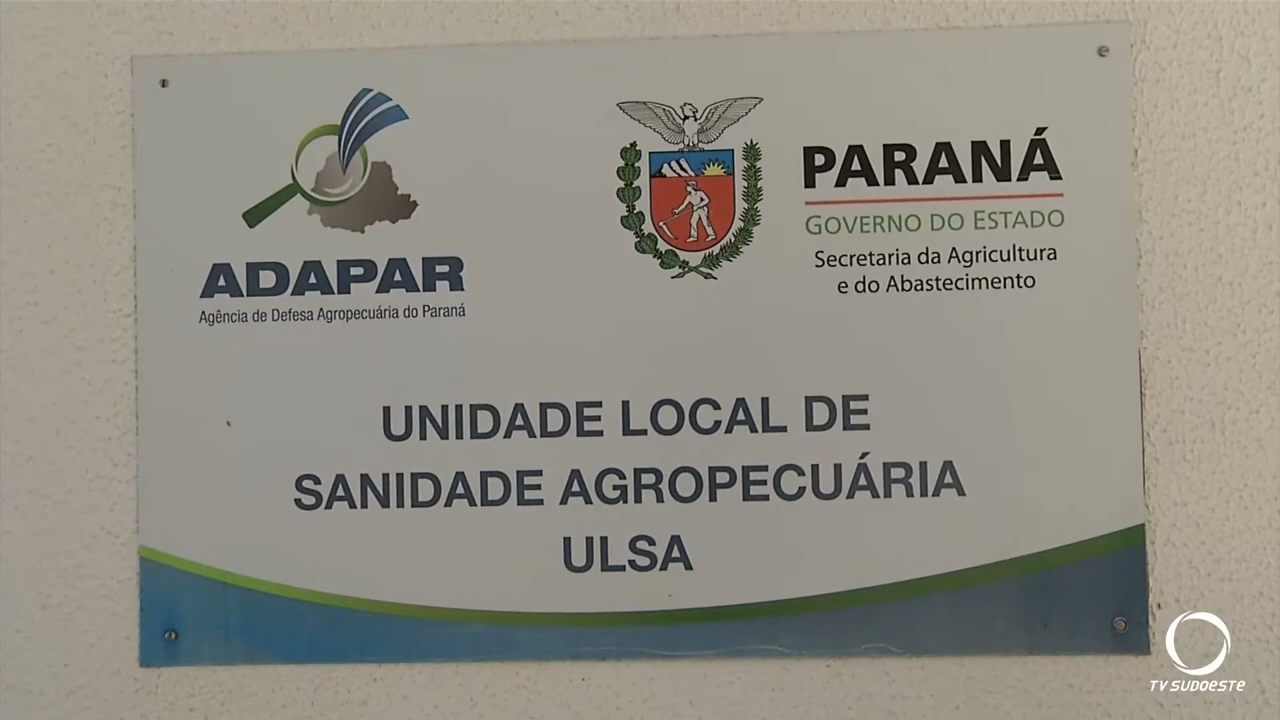 ADAPAR
Agência de Defesa Agropecuária do Paraná
PARANÁ
GOVERNO DO ESTADO
Secretaria da Agricultura
e do Abastecimento
UNIDADE LOCAL DE
SANIDADE AGROPECUÁRIA
ULSA
TV SUDOESTE